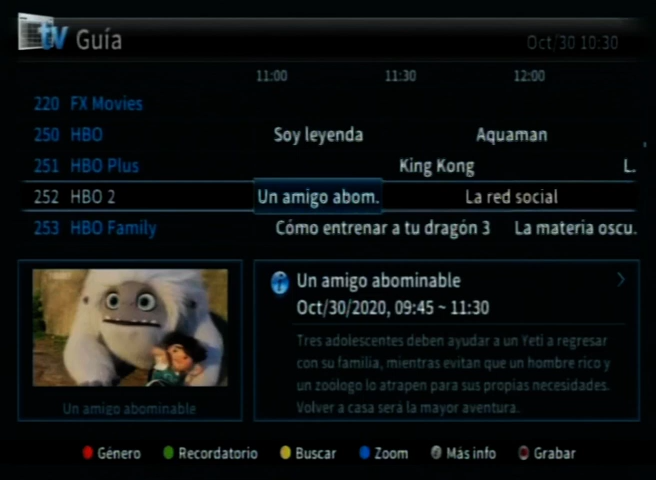 tv Guía
Oct/30 10:30
11:00 11:30 12:00
220 FX Movies
250 HBO Soy leyenda Aquaman
251 HBO Plus King Kong L.
252 HBO 2 Un amigo abom. La red social
253 HBO Family Cómo entrenar a tu dragón 3 La materia oscu.
Un amigo abominable
Oct/30/2020, 09:45 ~ 11:30
Tres adolescentes deben ayudar a un Yeti a regresar
con su familia, mientras evitan que un hombre rico y
un zoologo lo atrapen para sus propias necesidades.
Volver a casa será la mayor aventura.
Un amigo abominable
Género Recordatorio Buscar Zoom Más info Grabar